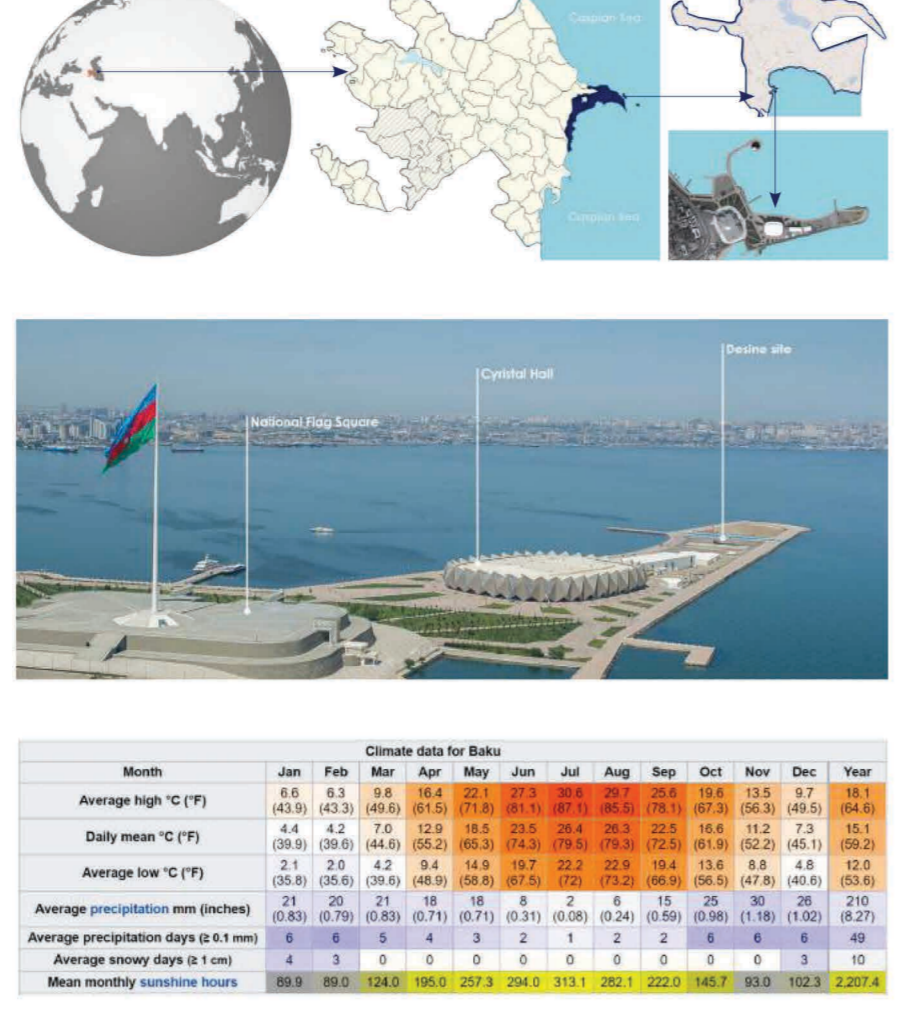 Caspian Sea
Caspian Sea
Desine site
Cyristal Hall
National Flag Square
Climate data for Baku
Month Jan Feb Mar Apr May Jun Jul Aug Sep Oct Nov Dec Year
Average high °C (°F) 6.6 (43.9) 6.3 (43.3) 9.8 (49.6) 16.4 (61.5) 22.1 (71.8) 27.3 (81.1) 30.6 (87.1) 29.7 (85.5) 25.6 (78.1) 19.6 (67.3) 13.5 (56.3) 9.7 (49.5) 18.1 (64.6)
Daily mean °C (°F) 4.4 (39.9) 4.2 (39.6) 7.0 (44.6) 12.9 (55.2) 18.5 (65.3) 23.5 (74.3) 26.4 (79.5) 26.3 (79.3) 22.5 (72.5) 16.6 (61.9) 11.2 (52.2) 7.3 (45.1) 15.1 (59.2)
Average low °C (°F) 2.1 (35.8) 2.0 (35.6) 4.2 (39.6) 9.4 (48.9) 14.9 (58.8) 19.7 (67.5) 22.2 (72) 22.9 (73.2) 19.4 (66.9) 13.6 (56.5) 8.8 (47.8) 4.8 (40.6) 12.0 (53.6)
Average precipitation mm (inches) 21 (0.83) 20 (0.79) 21 (0.83) 18 (0.71) 18 (0.71) 8 (0.31) 2 (0.08) 6 (0.24) 15 (0.59) 25 (0.98) 30 (1.18) 26 (1.02) 210 (8.27)
Average precipitation days (≥ 0.1 mm) 6 6 5 4 3 2 1 2 2 6 6 6 49
Average snowy days (≥ 1 cm) 4 3 0 0 0 0 0 0 0 0 0 3 10
Mean monthly sunshine hours 89.9 89.0 124.0 195.0 257.3 294.0 313.1 282.1 222.0 145.7 93.0 102.3 2,207.4